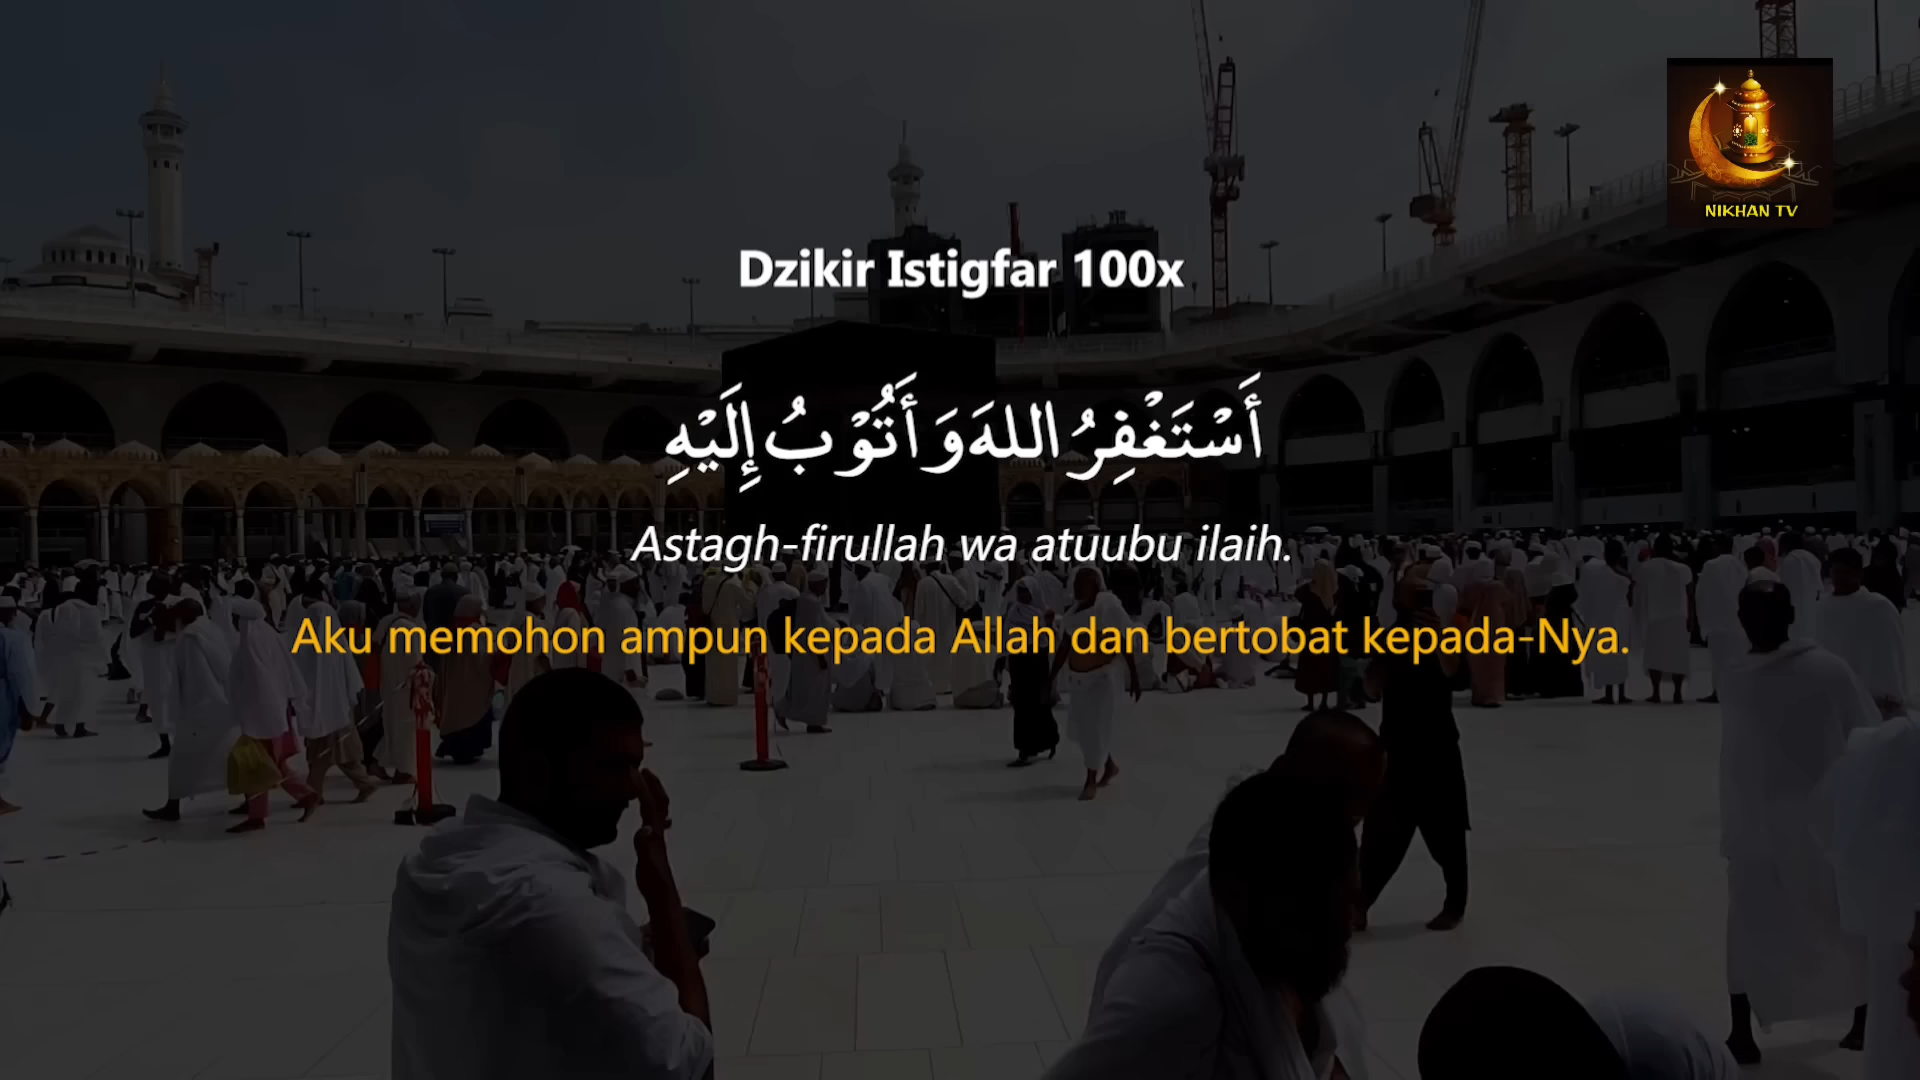 NIKHAN TV
Dzikir Istigfar 100x
أَسْتَغْفِرُ اللهَ وَ أَتُوْبُ إِلَيْهِ
Astagh-firullah wa atuubu ilaih.
Aku memohon ampun kepada Allah dan bertobat kepada-Nya.